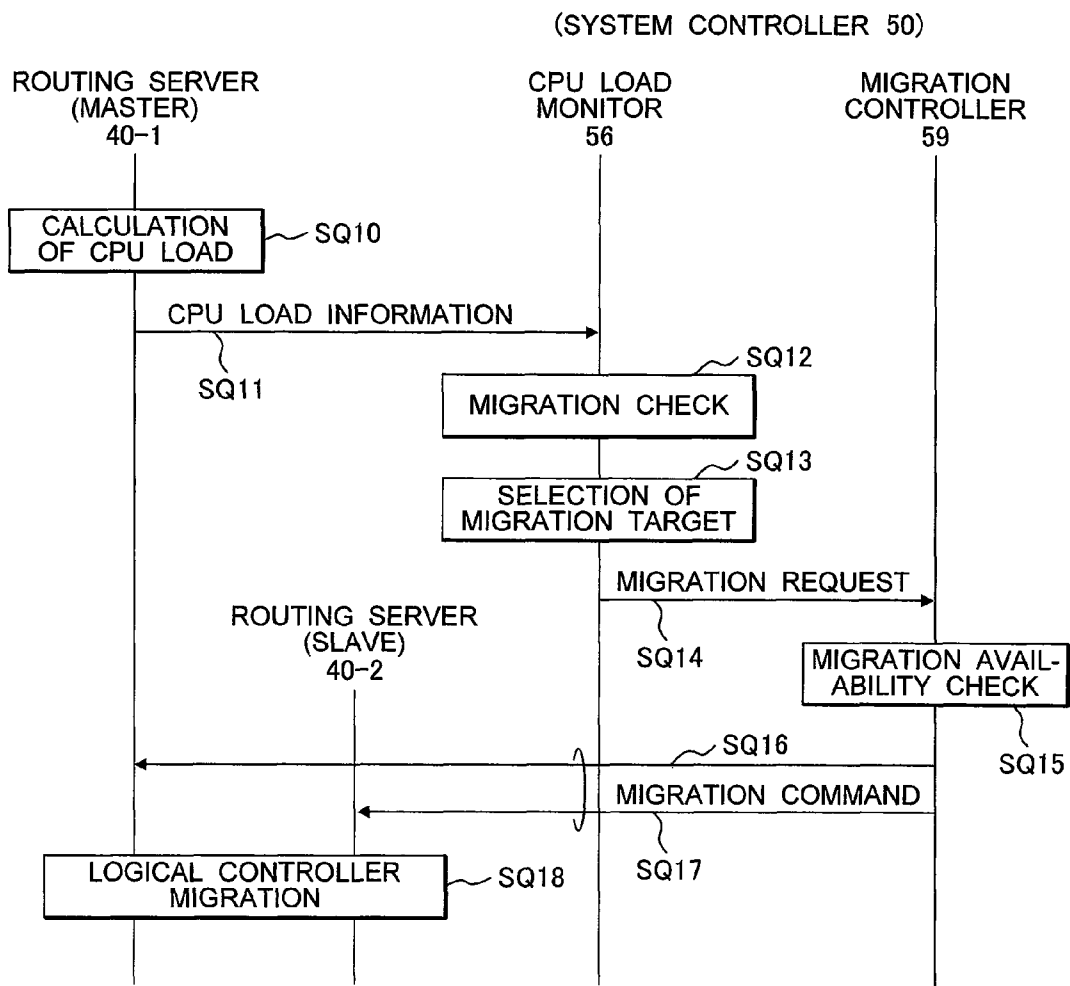 (SYSTEM CONTROLLER 50)
ROUTING SERVER
(MASTER)
40-1
CPU LOAD
MONITOR
56
MIGRATION
CONTROLLER
59
CALCULATION
OF CPU LOAD
SQ10
CPU LOAD INFORMATION
SQ11
SQ12
MIGRATION CHECK
SQ13
SELECTION OF
MIGRATION TARGET
MIGRATION REQUEST
SQ14
ROUTING SERVER
(SLAVE)
40-2
MIGRATION AVAIL-
ABILITY CHECK
SQ15
SQ16
MIGRATION COMMAND
SQ17
LOGICAL CONTROLLER
MIGRATION
SQ18